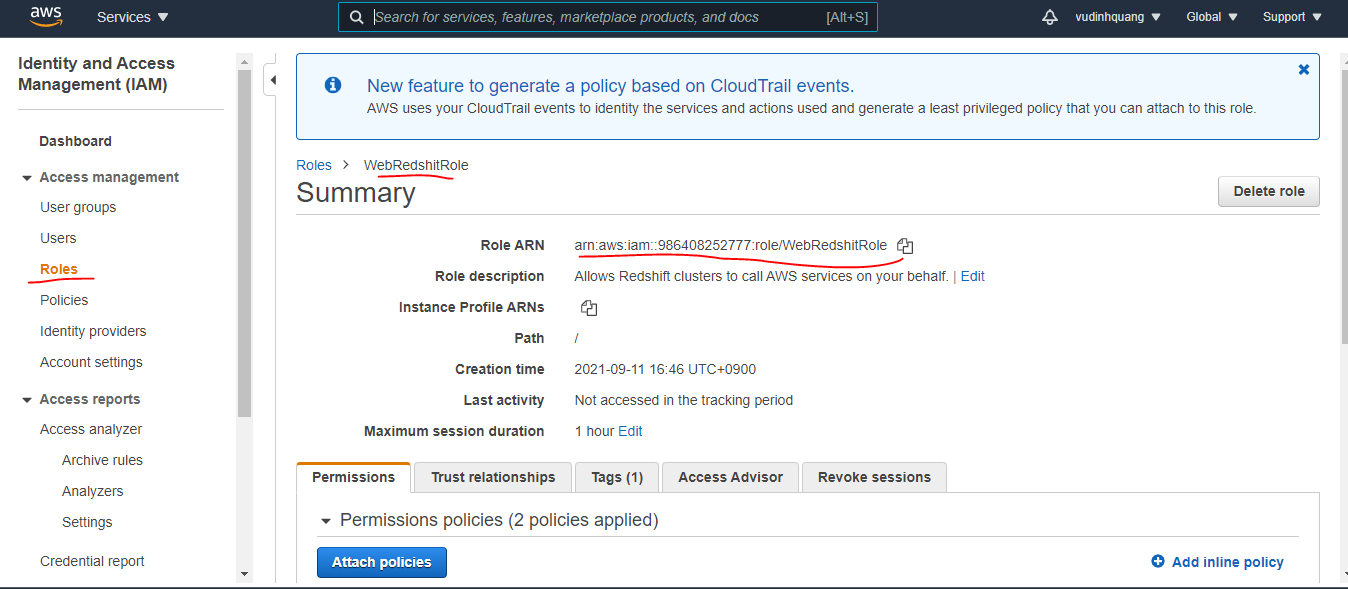 aws Services Search for services, features, marketplace products, and docs [Alt+S] vudinhquang Global Support
Identity and Access
Management (IAM)
Dashboard
Access management
User groups
Users
Roles
Policies
Identity providers
Account settings
Access reports
Access analyzer
Archive rules
Analyzers
Settings
Credential report
New feature to generate a policy based on CloudTrail events.
AWS uses your CloudTrail events to identify the services and actions used and generate a least privileged policy that you can attach to this role.
Roles > WebRedshitRole
Summary
Delete role
Role ARN arn:aws:iam::986408252777:role/WebRedshitRole
Role description Allows Redshift clusters to call AWS services on your behalf. | Edit
Instance Profile ARNs
Path /
Creation time 2021-09-11 16:46 UTC+0900
Last activity Not accessed in the tracking period
Maximum session duration 1 hour Edit
Permissions Trust relationships Tags (1) Access Advisor Revoke sessions
Permissions policies (2 policies applied)
Attach policies Add inline policy